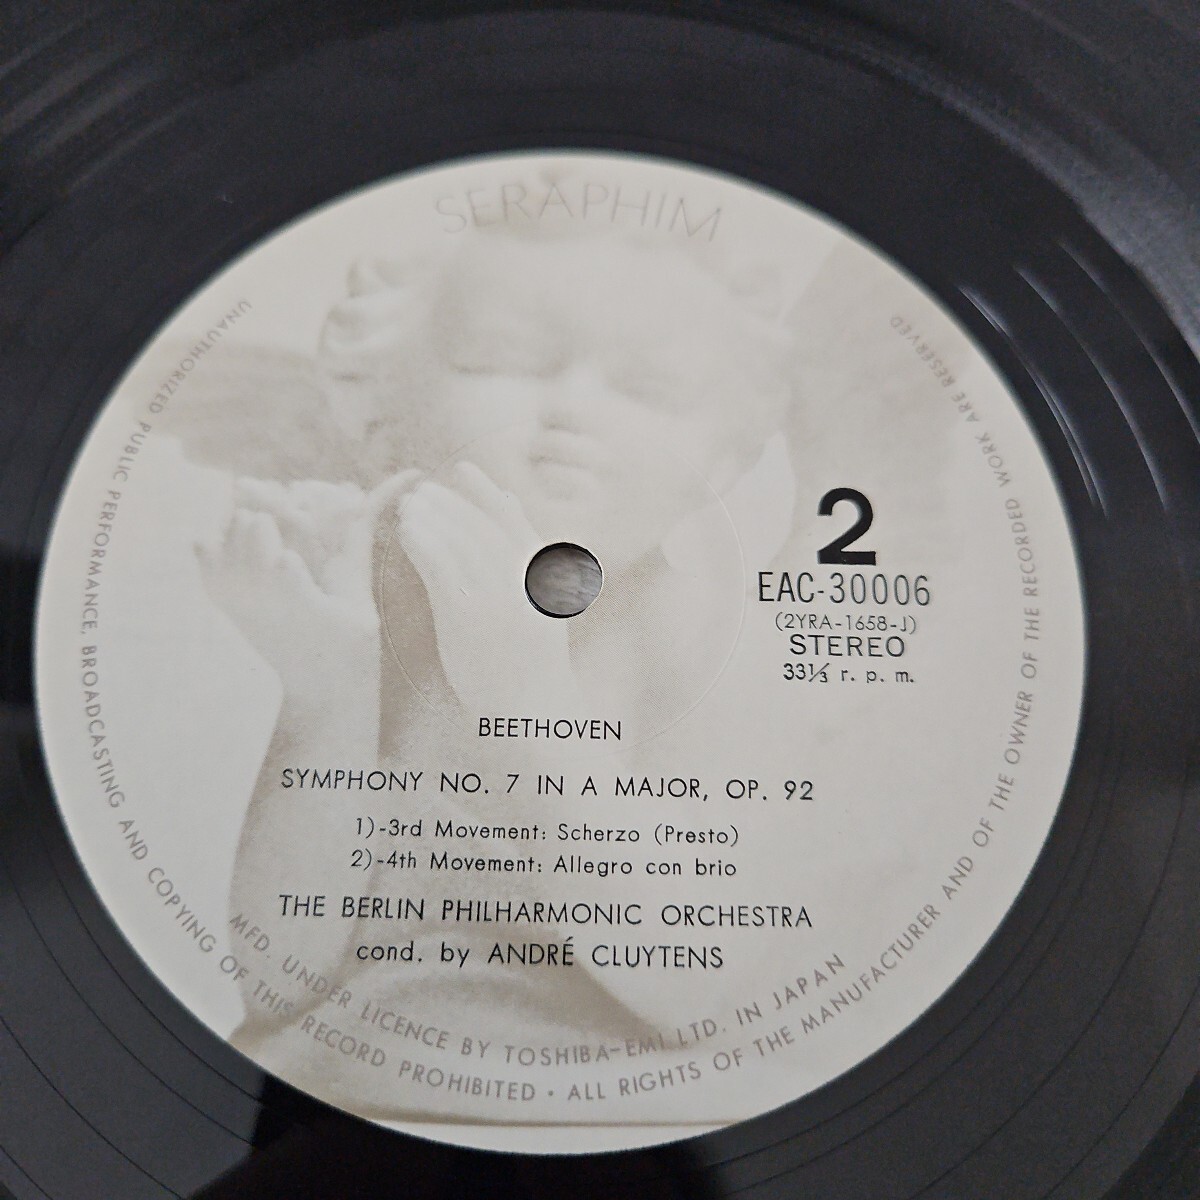 SERAPHIM
2
EAC-30006
(2YRA-1658-J)
STEREO
33⅓ r. p. m.
BEETHOVEN
SYMPHONY NO. 7 IN A MAJOR, OP. 92
1)-3rd Movement: Scherzo (Presto)
2)-4th Movement: Allegro con brio
THE BERLIN PHILHARMONIC ORCHESTRA
cond. by ANDRÉ CLUYTENS
MFD. UNDER LICENCE BY TOSHIBA-EMI LTD. IN JAPAN
UNAUTHORIZED PUBLIC PERFORMANCE, BROADCASTING AND COPYING OF THIS RECORD PROHIBITED • ALL RIGHTS OF THE MANUFACTURER AND OF THE OWNER OF THE RECORDED WORK ARE RESERVED